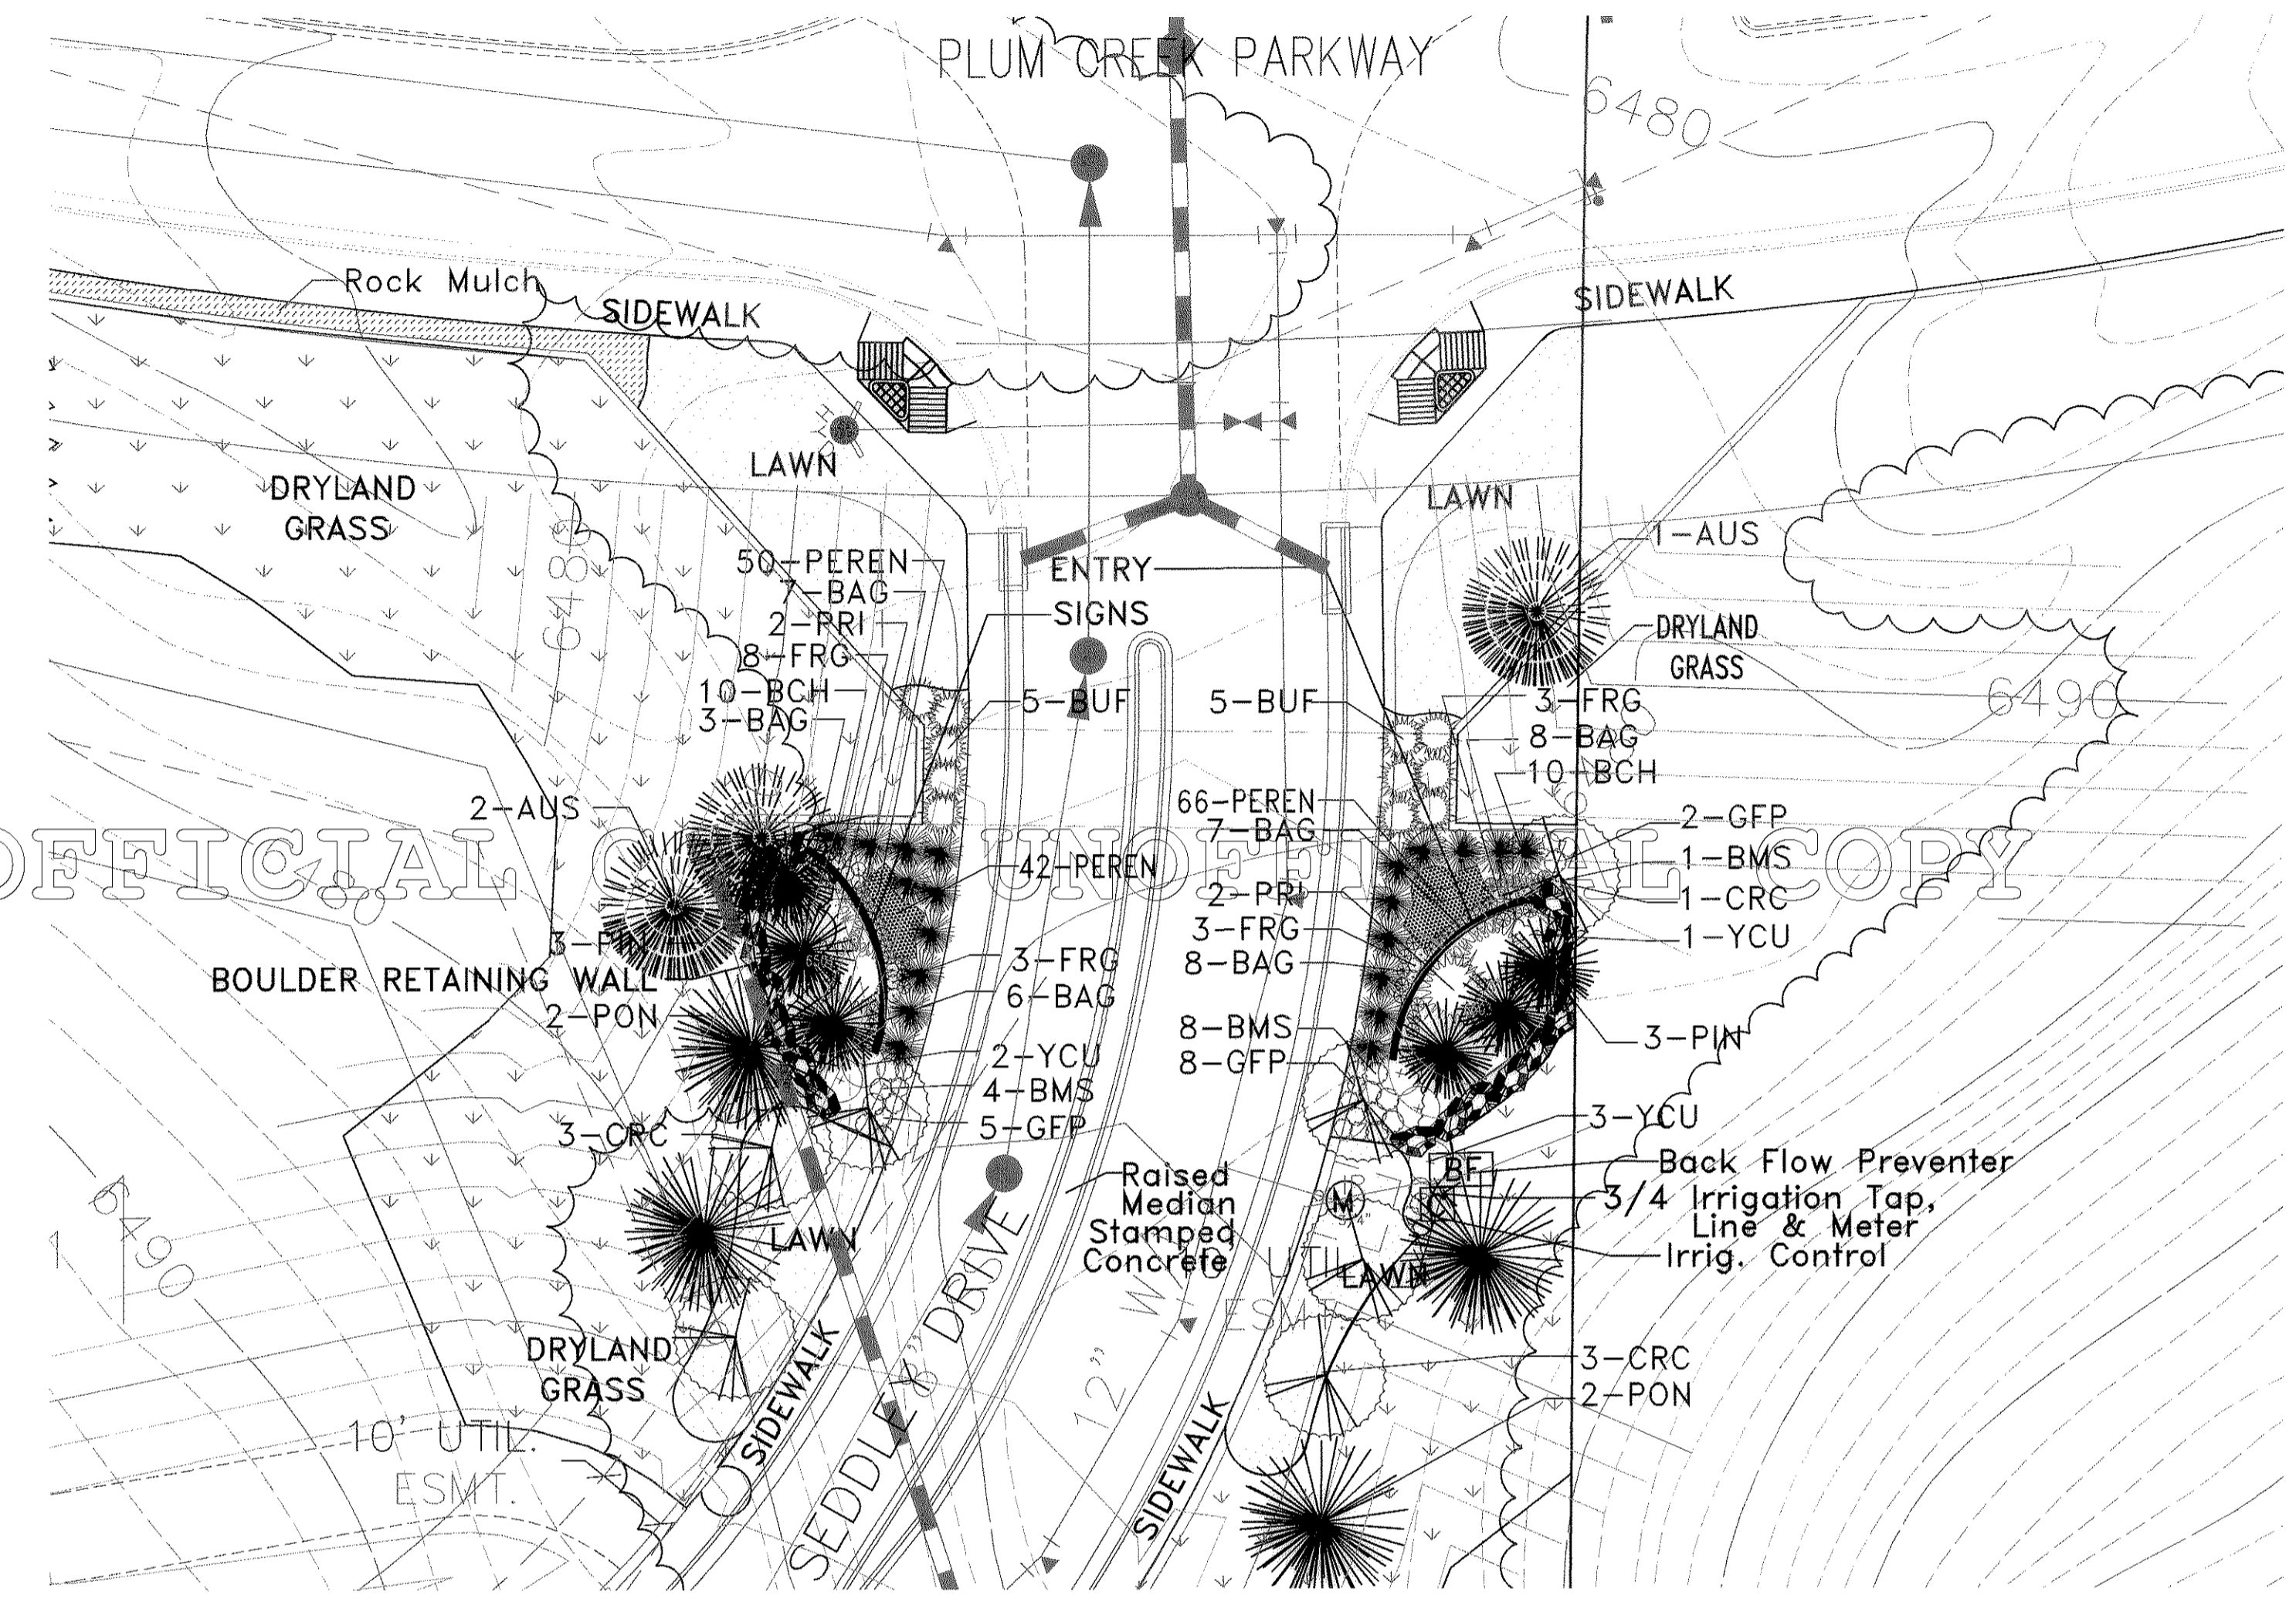 PLUM CREEK PARKWAY
6480
Rock Mulch
SIDEWALK
SIDEWALK
LAWN
LAWN
DRYLAND
GRASS
1-AUS
50-PEREN
7-BAG
2-PRI
8-FRG
10-BCH
3-BAG
ENTRY
SIGNS
DRYLAND
GRASS
5-BUF
5-BUF
3-FRG
8-BAG
10-BCH
6490
2-AUS
66-PEREN
7-BAG
2-GFP
1-BMS
1-CRC
1-YCU
OFFICIAL
UNOFFICIAL COPY
42-PEREN
2-PRI
3-FRG
8-BAG
3-PIN
BOULDER RETAINING WALL
2-PON
3-FRG
6-BAG
8-BMS
8-GFP
3-PIN
2-YCU
4-BMS
5-GFP
3-CRC
3-YCU
BF
Back Flow Preventer
3/4 Irrigation Tap,
Line & Meter
Irrig. Control
M
Raised
Median
Stamped
Concrete
LAWN
LAWN
UTIL.
ESMT.
6490
DRYLAND
GRASS
SIDEWALK
SEDDLE DRIVE
8"
12" W
SIDEWALK
3-CRC
2-PON
10' UTIL.
ESMT.